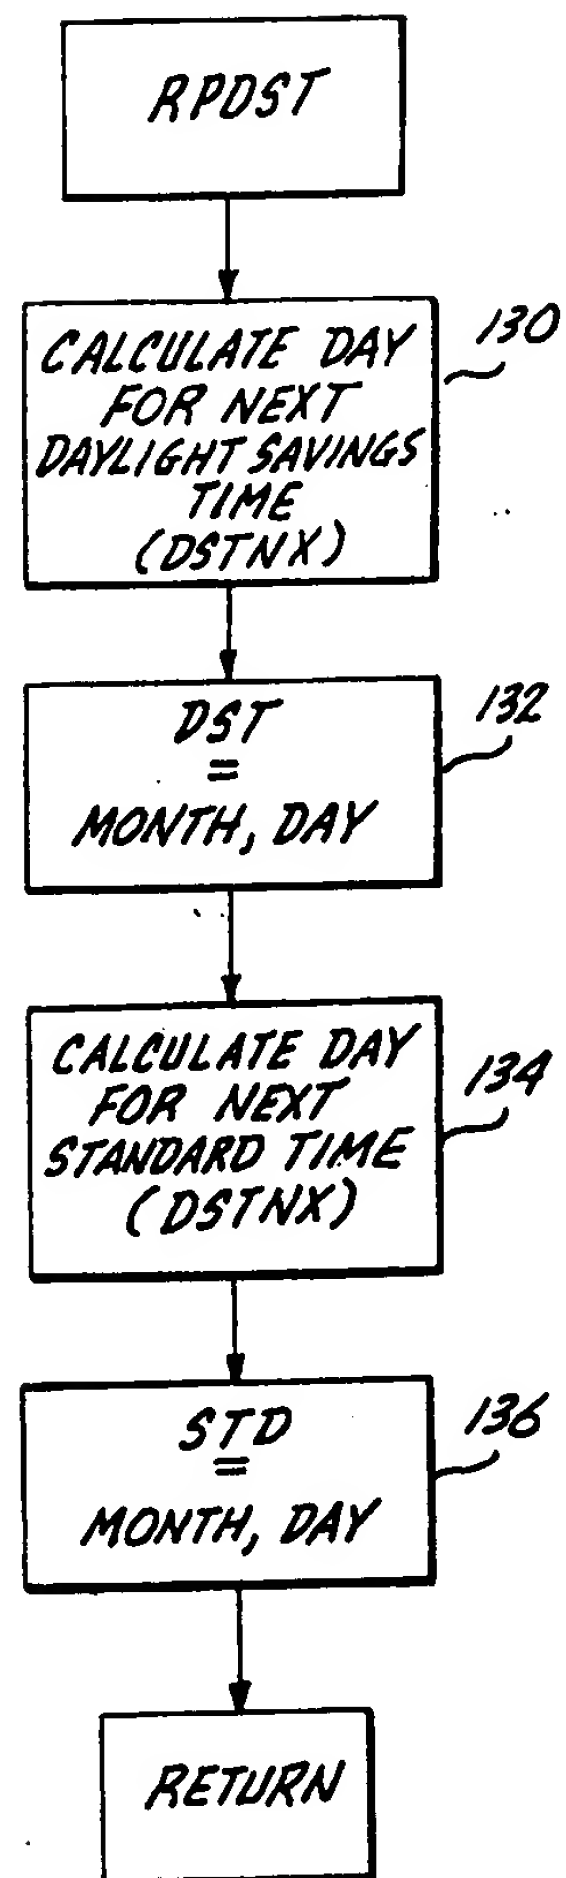 RPDST
CALCULATE DAY
FOR NEXT
DAYLIGHT SAVINGS
TIME
(DSTNX)
130
DST
=
MONTH, DAY
132
CALCULATE DAY
FOR NEXT
STANDARD TIME
(DSTNX)
134
STD
=
MONTH, DAY
136
RETURN